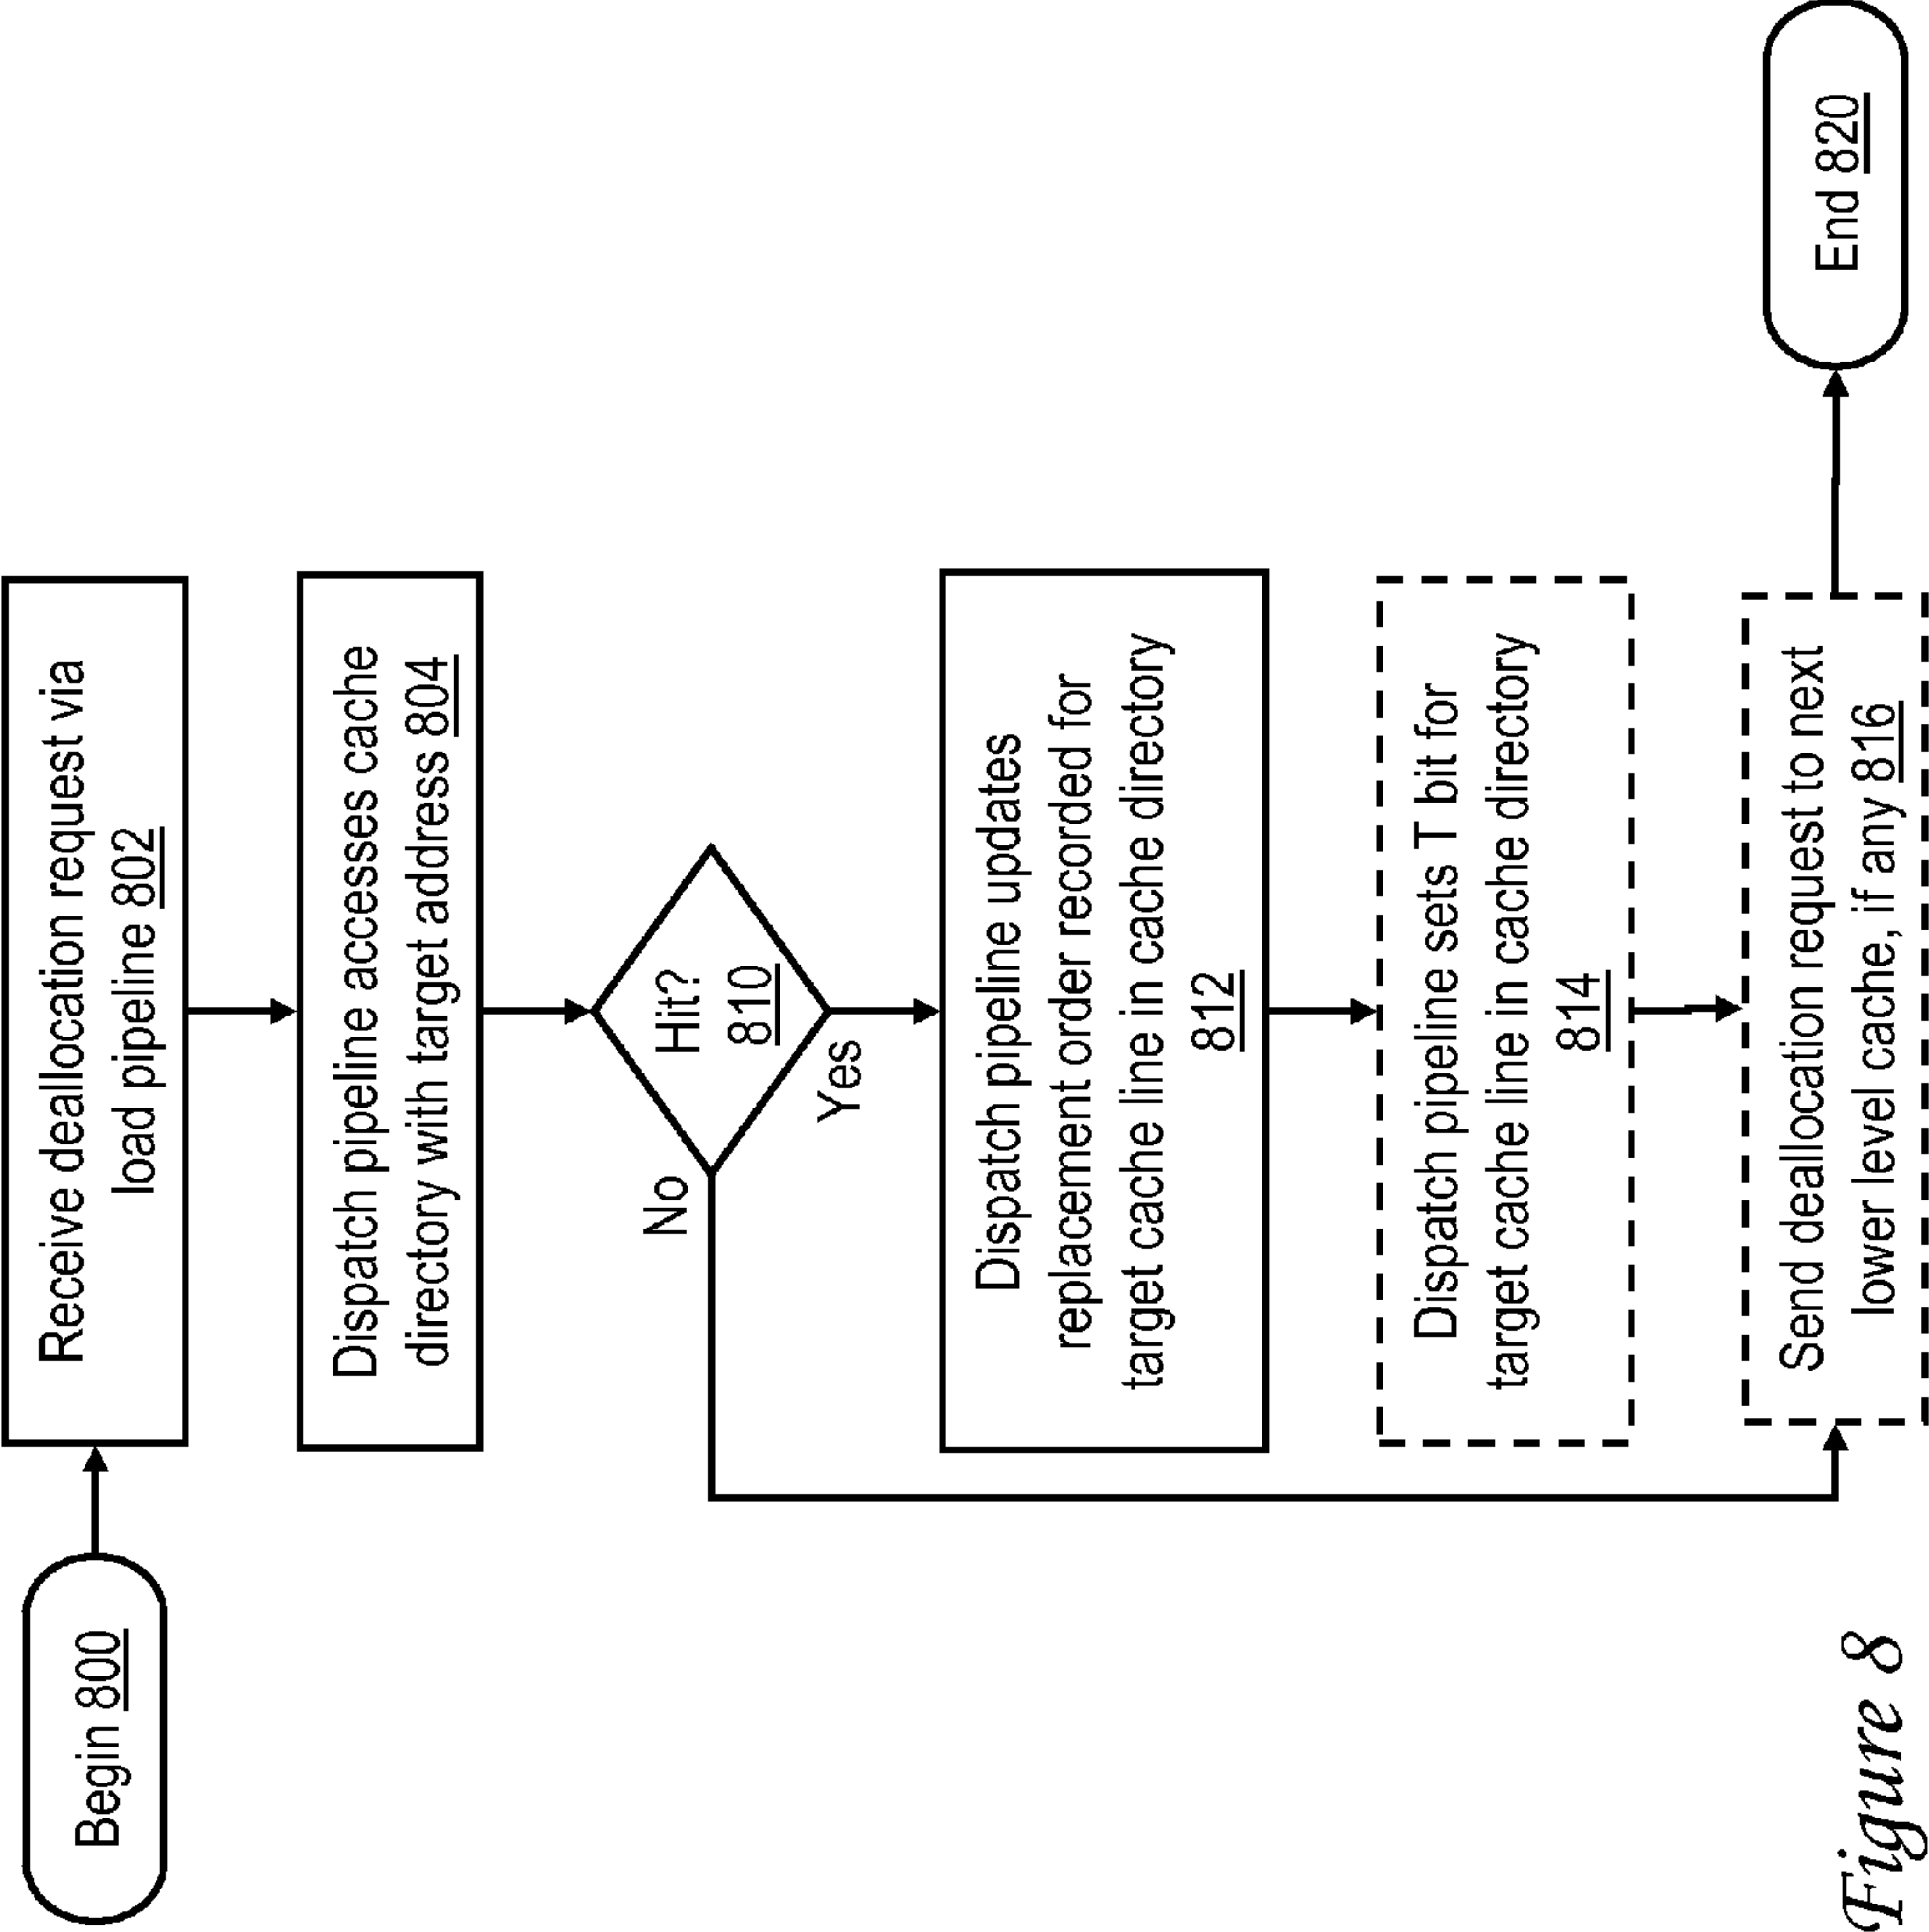 Begin 800
Receive deallocation request via
load pipeline 802
Dispatch pipeline accesses cache
directory with target address 804
Hit?
810
No
Yes
Dispatch pipeline updates
replacement order recorded for
target cache line in cache directory
812
Dispatch pipeline sets T bit for
target cache line in cache directory
814
Send deallocation request to next
lower level cache, if any 816
End 820
Figure 8